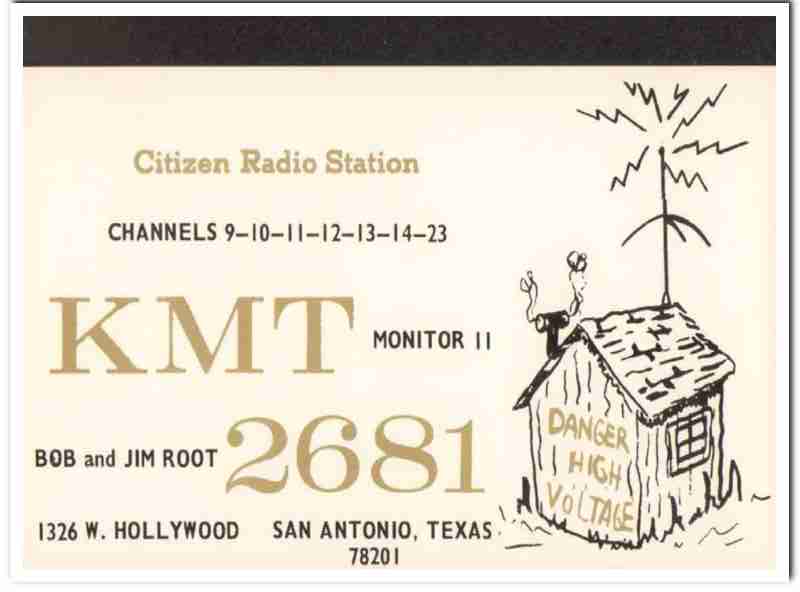 Citizen Radio Station
CHANNELS 9-10-11-12-13-14-23
KMT MONITOR 11
2681
BOB and JIM ROOT
1326 W. HOLLYWOOD SAN ANTONIO, TEXAS
78201
DANGER
HIGH
VOLTAGE